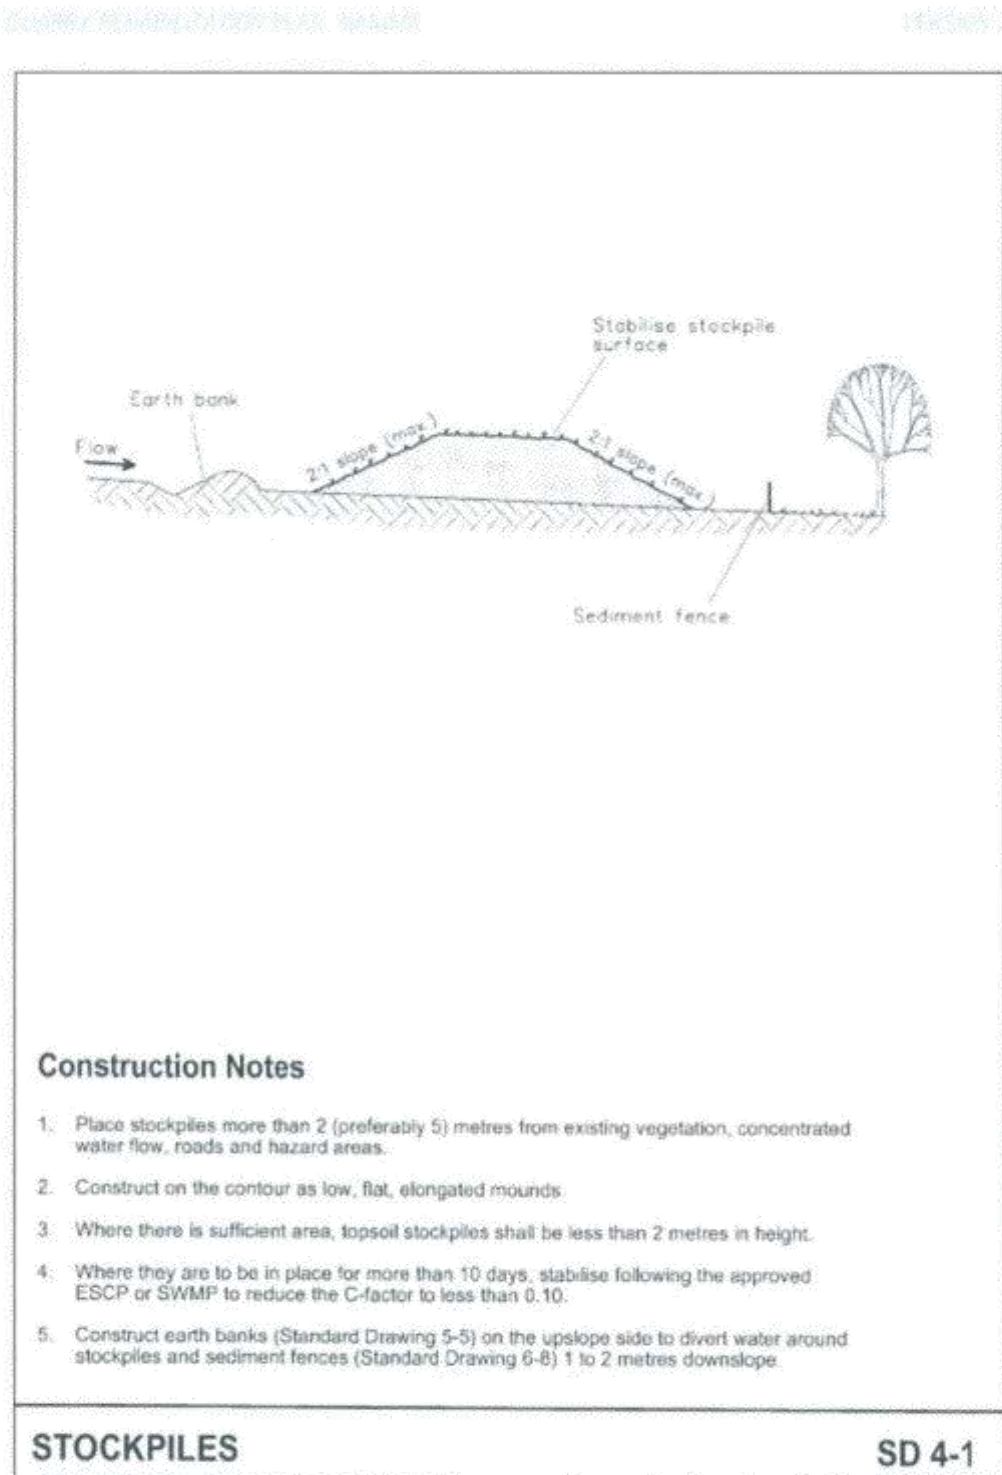 Stabilise stockpile
surface
Earth bank
Flow
2:1 slope (max.)
2:1 slope (max.)
Sediment fence
Construction Notes
1. Place stockpiles more than 2 (preferably 5) metres from existing vegetation, concentrated
water flow, roads and hazard areas.
2. Construct on the contour as low, flat, elongated mounds.
3. Where there is sufficient area, topsoil stockpiles shall be less than 2 metres in height.
4. Where they are to be in place for more than 10 days, stabilise following the approved
ESCP or SWMP to reduce the C-factor to less than 0.10.
5. Construct earth banks (Standard Drawing 5-5) on the upslope side to divert water around
stockpiles and sediment fences (Standard Drawing 6-8) 1 to 2 metres downslope.
STOCKPILES
SD 4-1